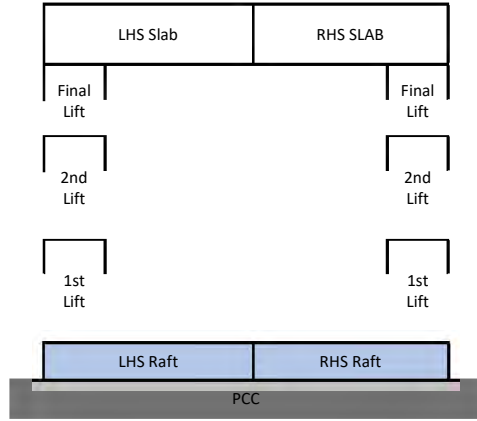 LHS Slab RHS SLAB
Final Final
Lift Lift
2nd 2nd
Lift Lift
1st 1st
Lift Lift
LHS Raft RHS Raft
PCC